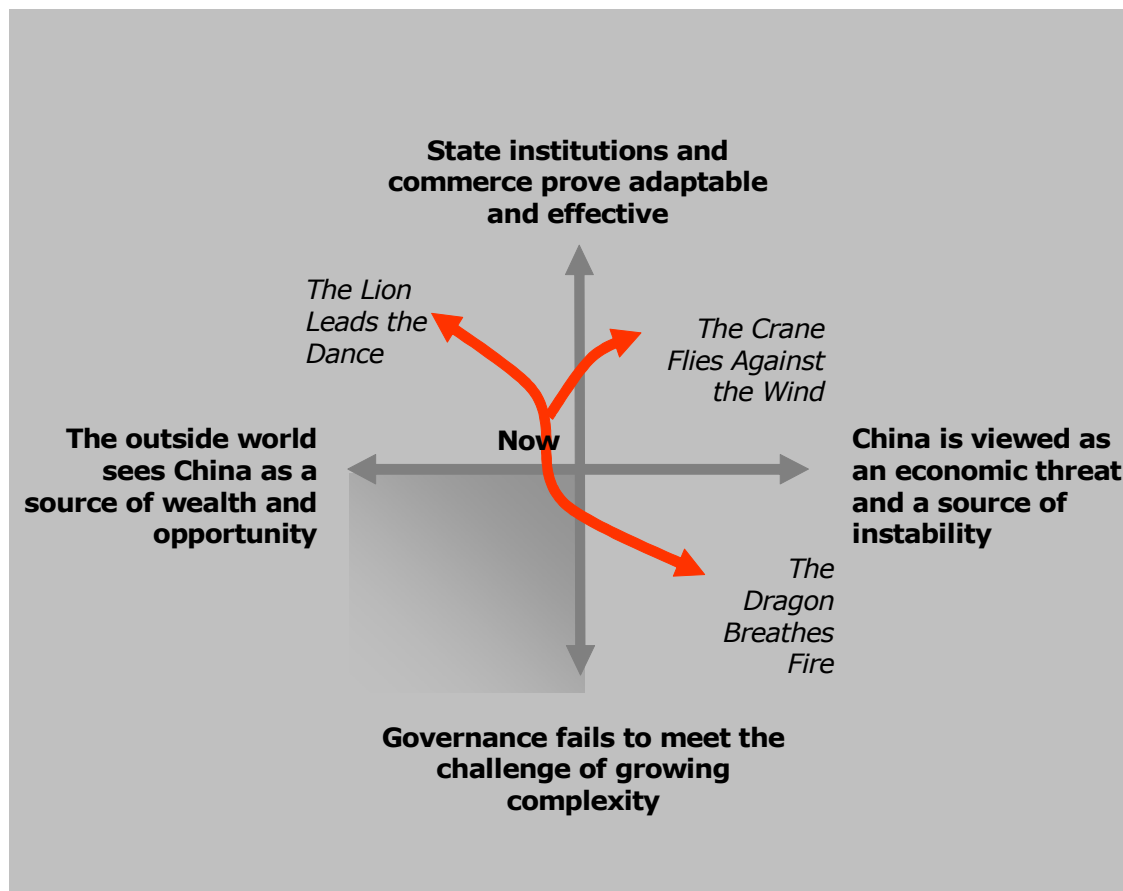 State institutions and
commerce prove adaptable
and effective
The Lion
Leads the
Dance
The Crane
Flies Against
the Wind
The outside world
sees China as a
source of wealth and
opportunity
Now
China is viewed as
an economic threat
and a source of
instability
The
Dragon
Breathes
Fire
Governance fails to meet the
challenge of growing
complexity